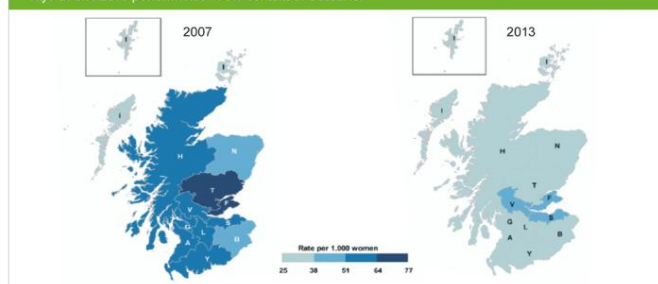 2007
2013
I
I
I
N
H
T
F
V
S
G
L
B
A
Y
I
I
I
N
H
T
F
V
S
G
L
B
A
Y
Rate per 1,000 women
25 38 51 64 77